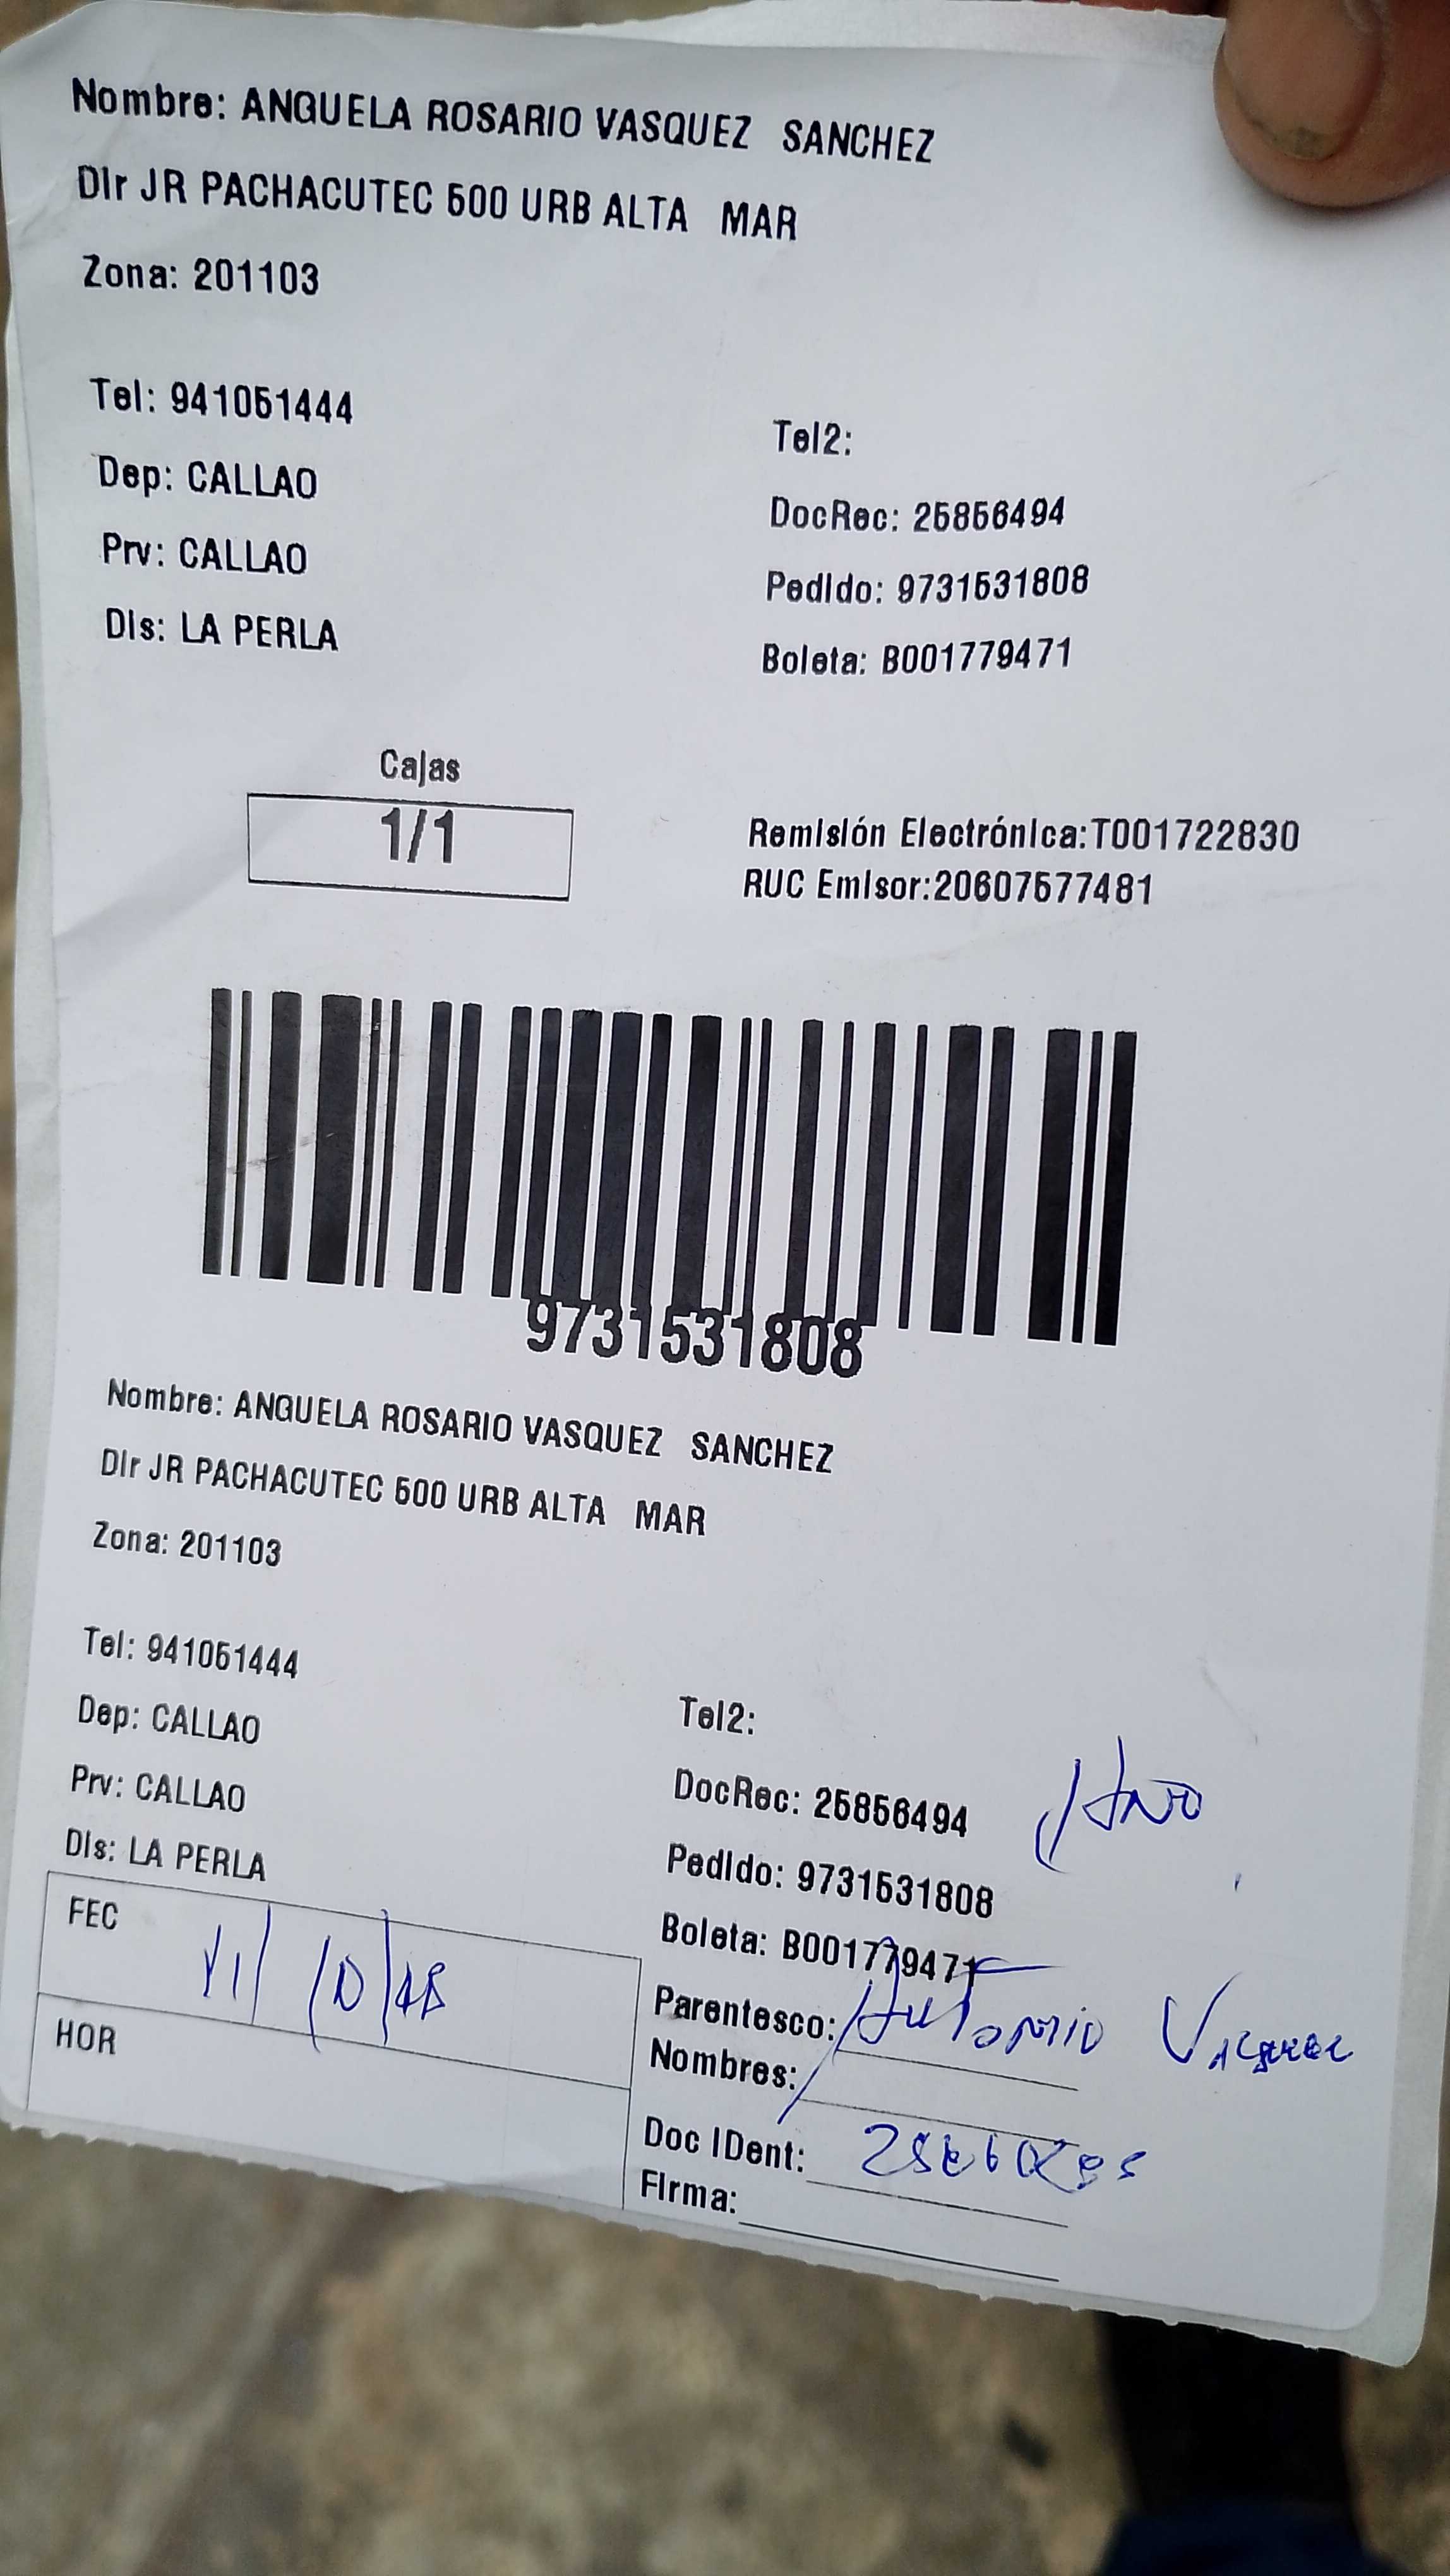 Nombre: ANGUELA ROSARIO VASQUEZ SANCHEZ
Dir JR PACHACUTEC 500 URB ALTA MAR
Zona: 201103
Tel: 941051444
Tel2:
Dep: CALLAO
DocRec: 25856494
Prv: CALLAO
Pedido: 9731531808
Dis: LA PERLA
Boleta: B001779471
Cajas
1/1
Remisión Electrónica:T001722830
RUC Emisor:20607577481
9731531808
Nombre: ANGUELA ROSARIO VASQUEZ SANCHEZ
Dir JR PACHACUTEC 500 URB ALTA MAR
Zona: 201103
Tel: 941051444
Tel2:
Dep: CALLAO
DocRec: 25856494
Prv: CALLAO
Pedido: 9731531808
Dis: LA PERLA
Boleta: B001779471
FEC
HOR
Parentesco: Antonio Vasquez
Nombres:
Doc IDent:
Firma: